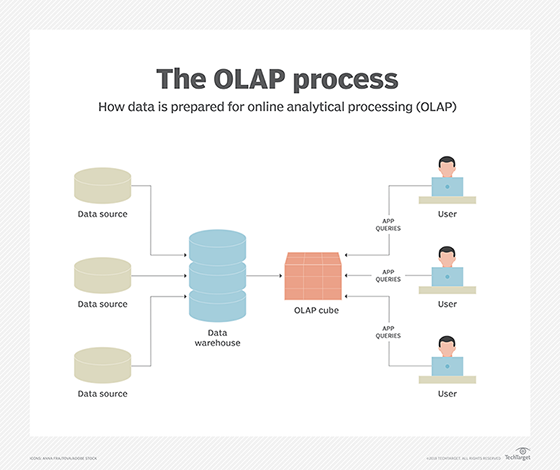 The OLAP process
How data is prepared for online analytical processing (OLAP)
Data source
Data source
Data source
Data
warehouse
OLAP cube
APP
QUERIES
User
APP QUERIES
User
APP
QUERIES
User
TechTarget